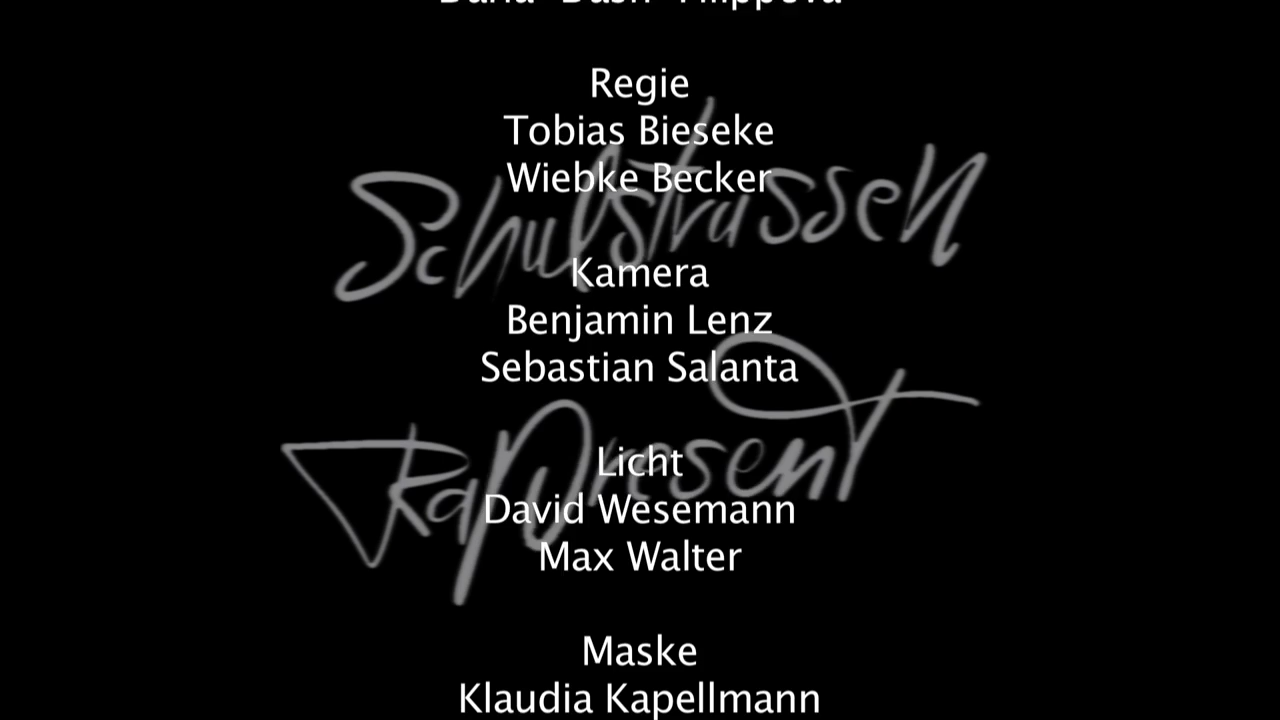 Regie
Tobias Bieseke
Wiebke Becker
Schulstrassen
Kamera
Benjamin Lenz
Sebastian Salanta
Rapresent
Licht
David Wesemann
Max Walter
Maske
Klaudia Kapellmann